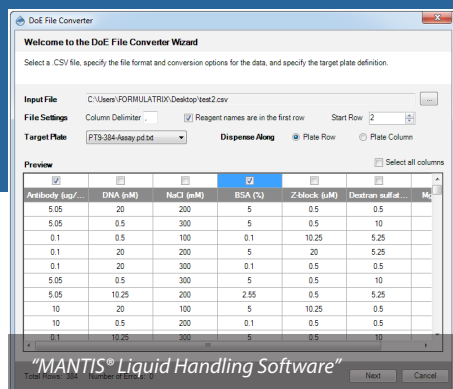 DoE File Converter
Welcome to the DoE File Converter Wizard
Select a .CSV file, specify the file format and conversion options for the data, and specify the target plate definition.
Input File C:\Users\FORMULATRIX\Desktop\test2.csv ...
File Settings Column Delimiter , Reagent names are in the first row Start Row 2
Target Plate PT9-384-Assay.pd.txt Dispense Along Plate Row Plate Column
Preview Select all columns
Antibody (ug/... DNA (nM) NaCl (mM) BSA (%) Z-block (uM) Dextran sulfat...
5.05 20 200 5 0.5 0.5
5.05 0.5 300 5 0.5 10
0.1 0.5 100 0.1 10.25 5.25
0.1 20 200 5 20 5.25
0.1 20 300 0.1 0.5 0.5
5.05 0.5 300 5 0.5 10
5.05 10.25 200 2.55 0.5 5.25
10 20 100 5 0.5 10
10 0.5 200 0.1 0.5 0.5
0.1 10.25 300 5 0.5 10
"MANTIS® Liquid Handling Software"
Total Rows: 384 Number of Errors: 0 Next Cancel